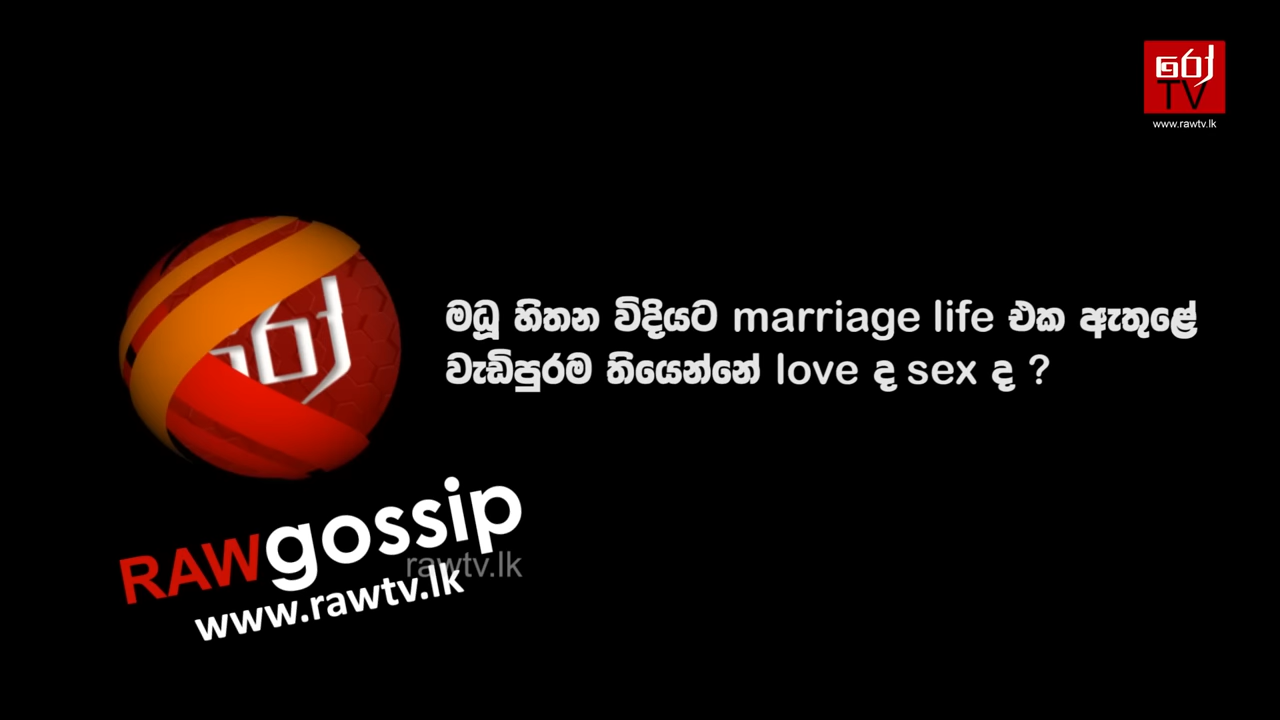 රෝ
TV
www.rawtv.lk
මධූ හිතන විදියට marriage life එක ඇතුළේ
වැඩිපුරම තියෙන්නේ love ද sex ද ?
රෝ
RAWgossip
rawtv.lk
www.rawtv.lk